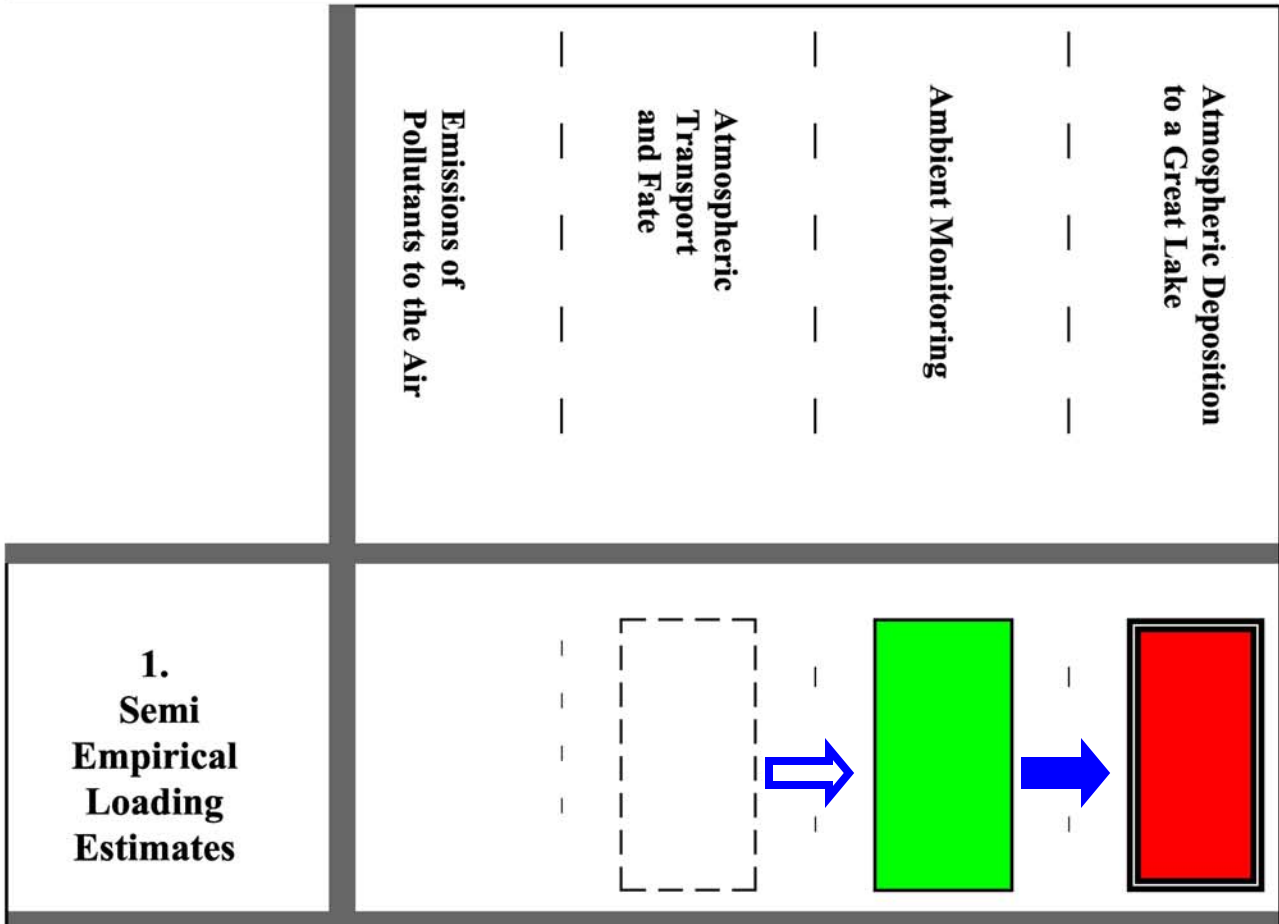 Emissions of
Pollutants to the Air
Atmospheric
Transport
and Fate
Ambient Monitoring
Atmospheric Deposition
to a Great Lake
1.
Semi
Empirical
Loading
Estimates